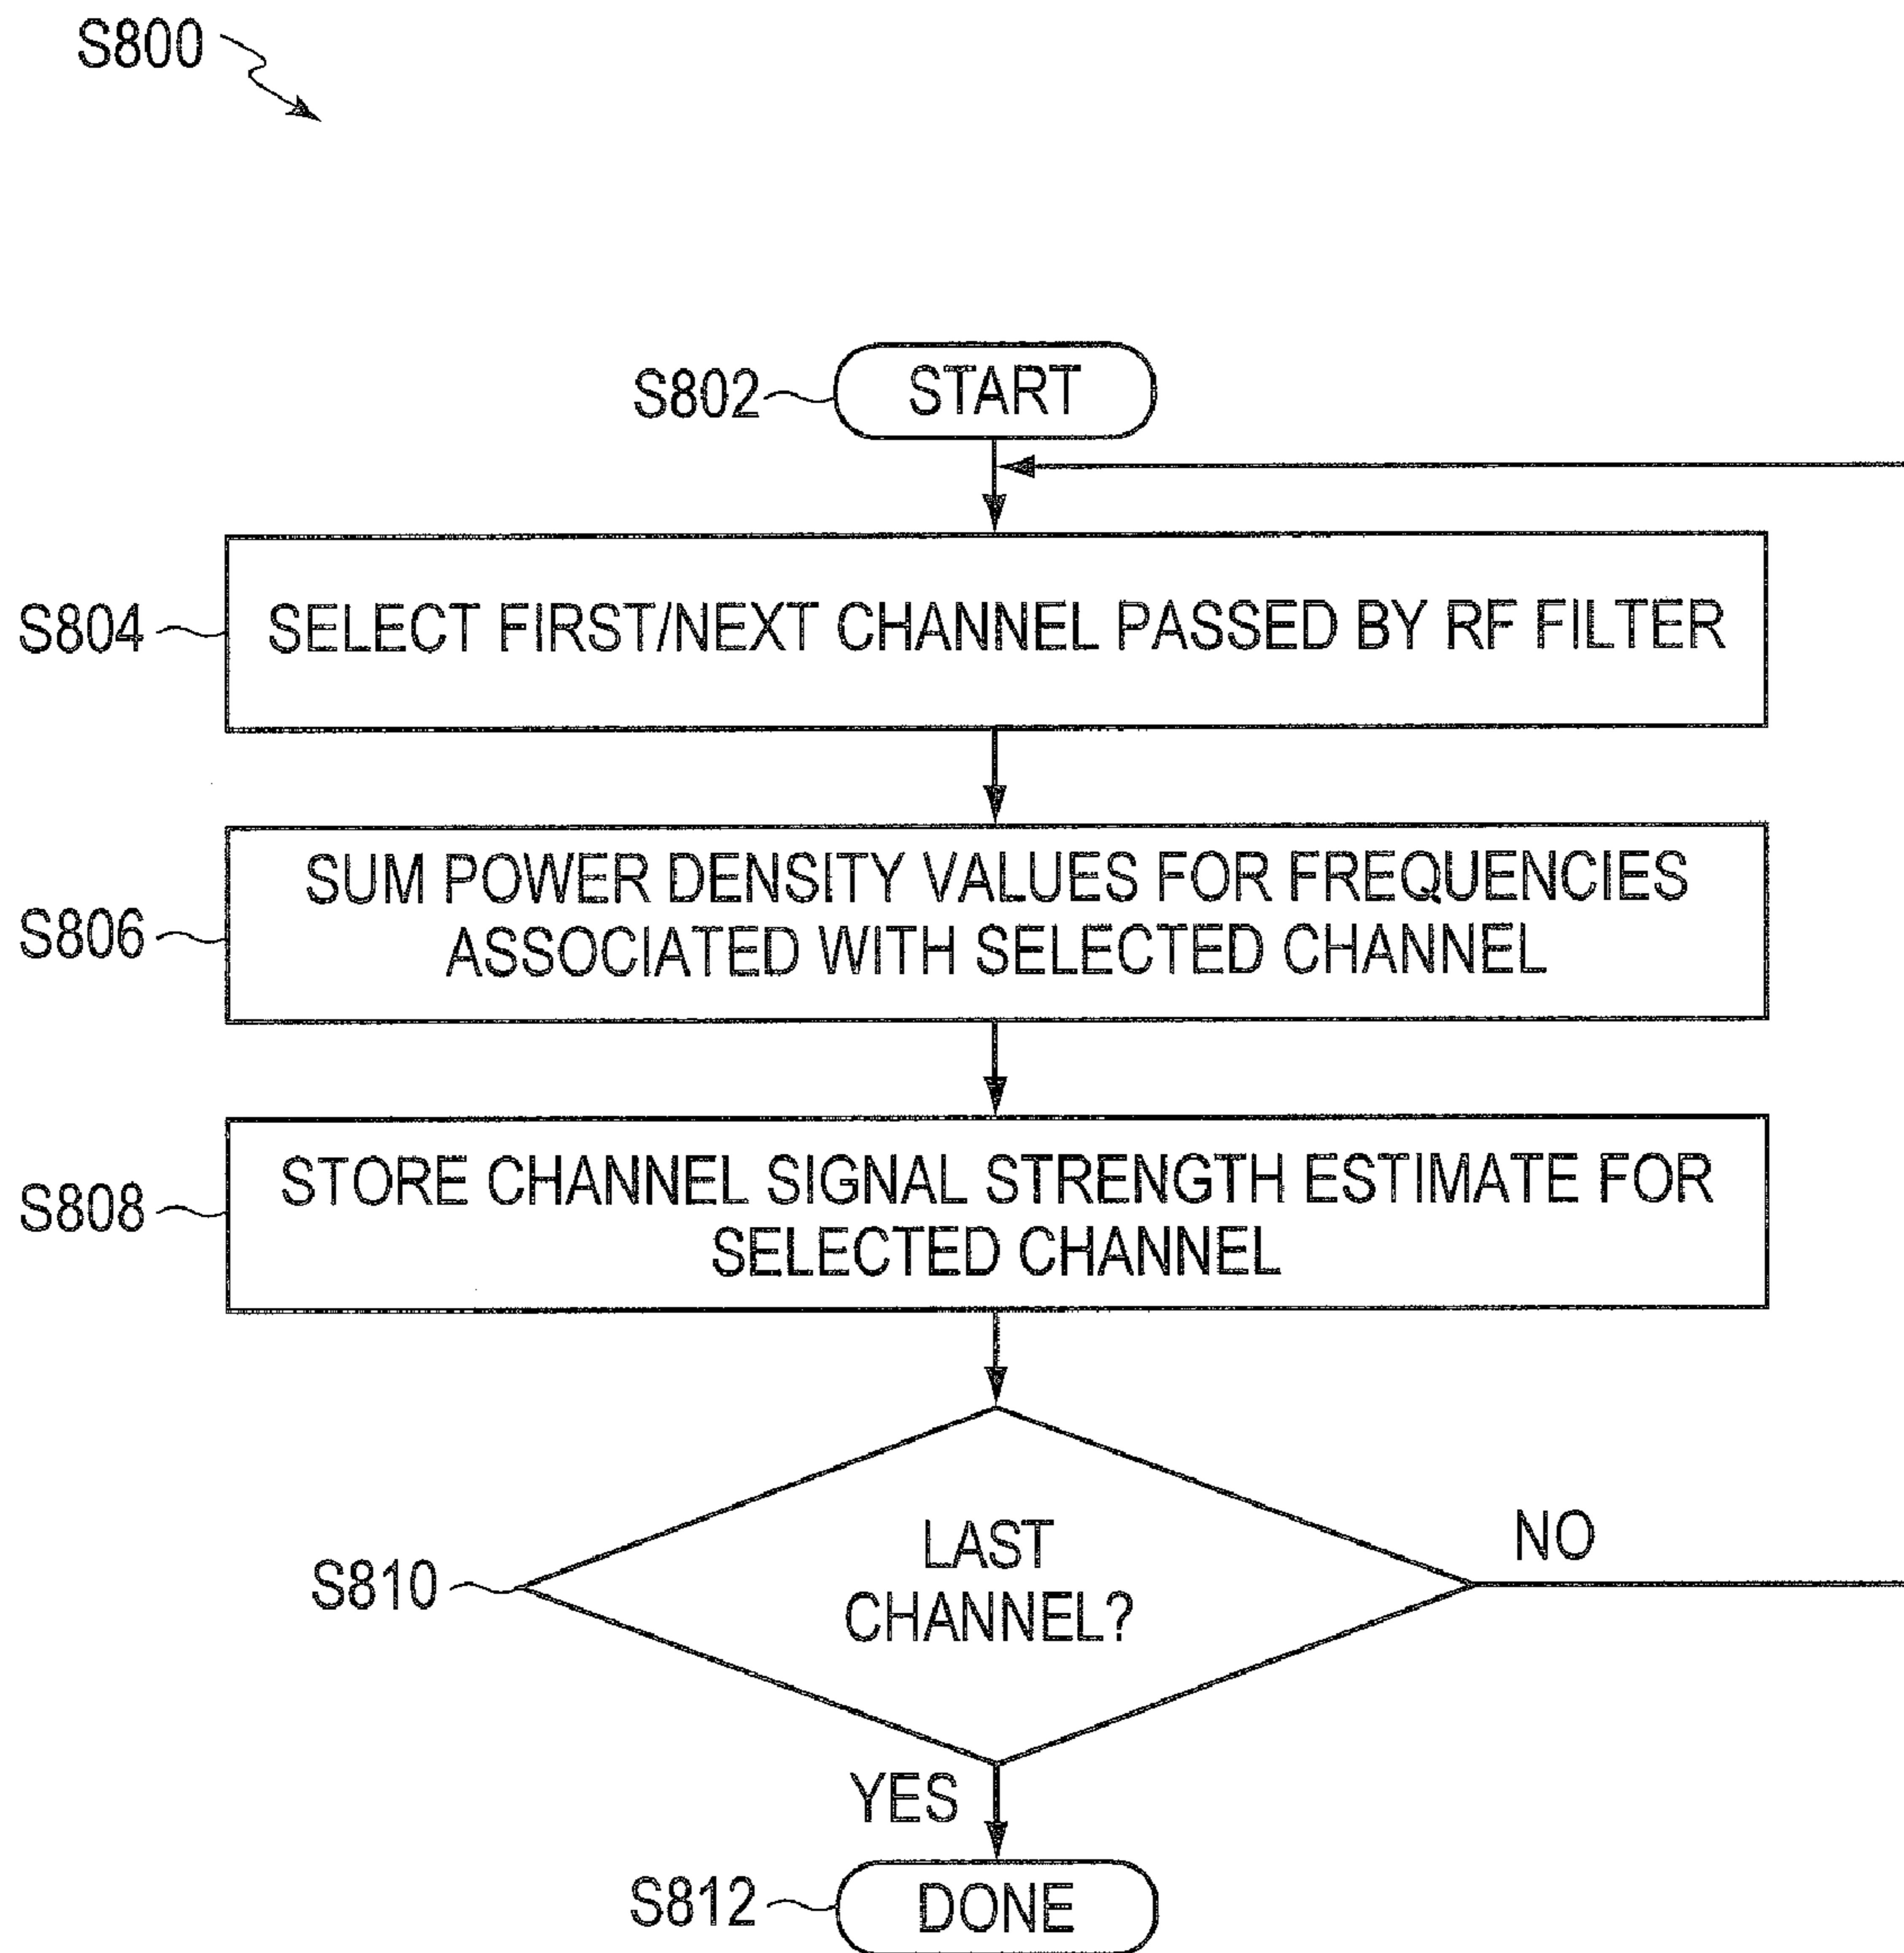 S800
S802
START
S804
SELECT FIRST/NEXT CHANNEL PASSED BY RF FILTER
S806
SUM POWER DENSITY VALUES FOR FREQUENCIES
ASSOCIATED WITH SELECTED CHANNEL
S808
STORE CHANNEL SIGNAL STRENGTH ESTIMATE FOR
SELECTED CHANNEL
S810
LAST
CHANNEL?
NO
YES
S812
DONE